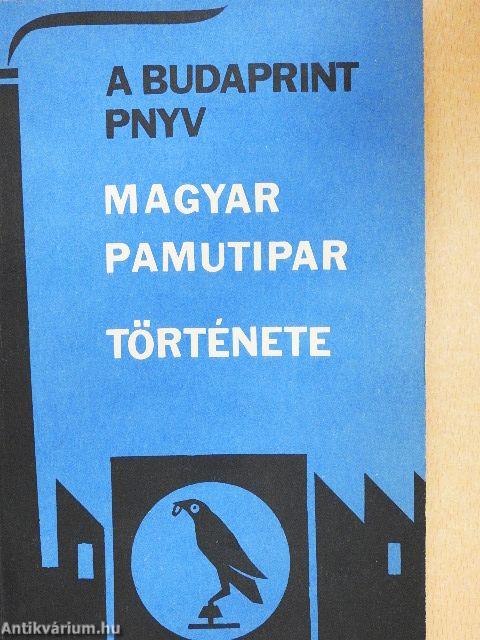 A BUDAPRINT
PNYV
MAGYAR
PAMUTIPAR
TÖRTÉNETE
Antikvárium.hu